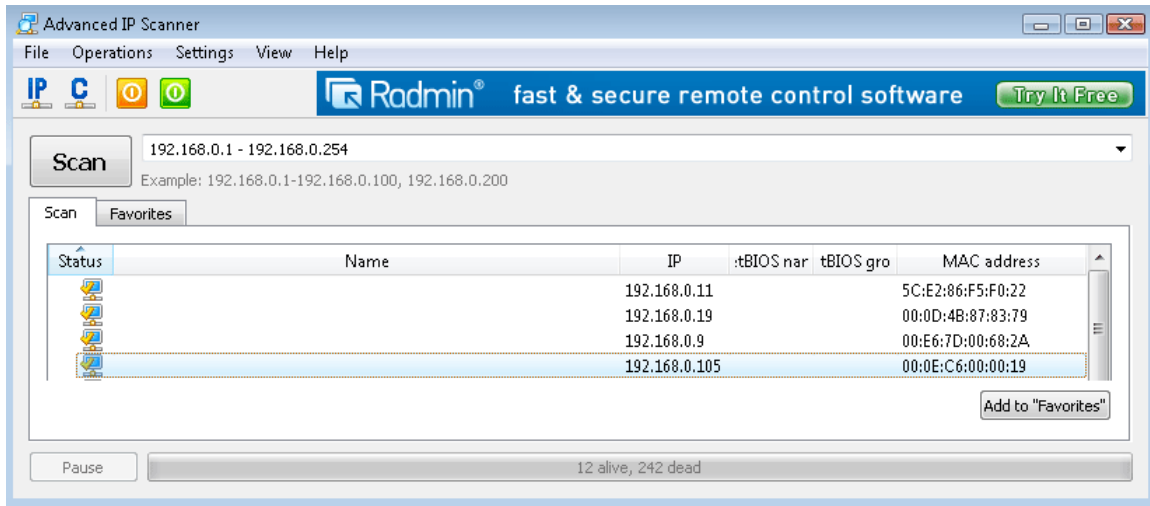 Advanced IP Scanner
File Operations Settings View Help
IP C Radmin® fast & secure remote control software Try It Free
Scan 192.168.0.1 - 192.168.0.254
Example: 192.168.0.1-192.168.0.100, 192.168.0.200
Scan Favorites
Status Name IP :tBIOS nar tBIOS gro MAC address
192.168.0.11 5C:E2:86:F5:F0:22
192.168.0.19 00:0D:4B:87:83:79
192.168.0.9 00:E6:7D:00:68:2A
192.168.0.105 00:0E:C6:00:00:19
Add to "Favorites"
Pause 12 alive, 242 dead